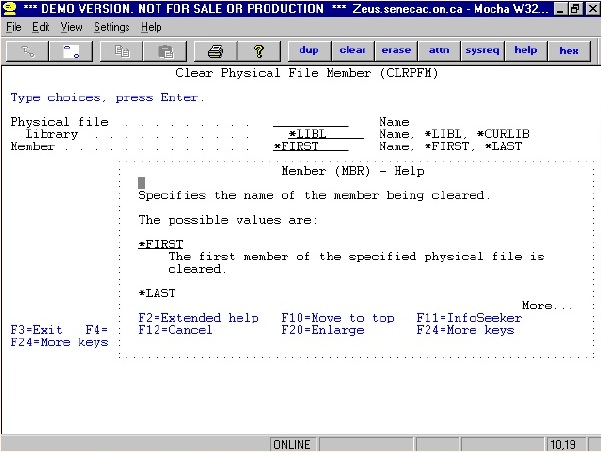 *** DEMO VERSION. NOT FOR SALE OR PRODUCTION *** Zeus.senecac.on.ca - Mocha W32...
File Edit View Settings Help
dup clear erase attn sysreq help hex
Clear Physical File Member (CLRPFM)
Type choices, press Enter.
Physical file . . . . . . . . . . Name
Library . . . . . . . . . . *LIBL Name, *LIBL, *CURLIB
Member . . . . . . . . . . . . . *FIRST Name, *FIRST, *LAST
Member (MBR) - Help
Specifies the name of the member being cleared.
The possible values are:
*FIRST
The first member of the specified physical file is
cleared.
*LAST
More...
F2=Extended help F10=Move to top F11=InfoSeeker
F3=Exit F4= F12=Cancel F20=Enlarge F24=More keys
F24=More keys
ONLINE 10,19